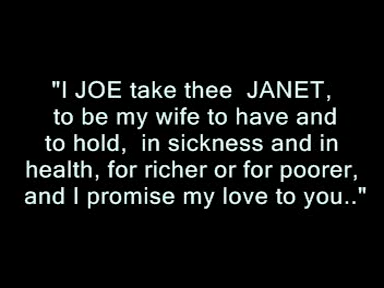 "I JOE take thee  JANET,
to be my wife to have and
to hold,  in sickness and in
health, for richer or for poorer,
and I promise my love to you.."